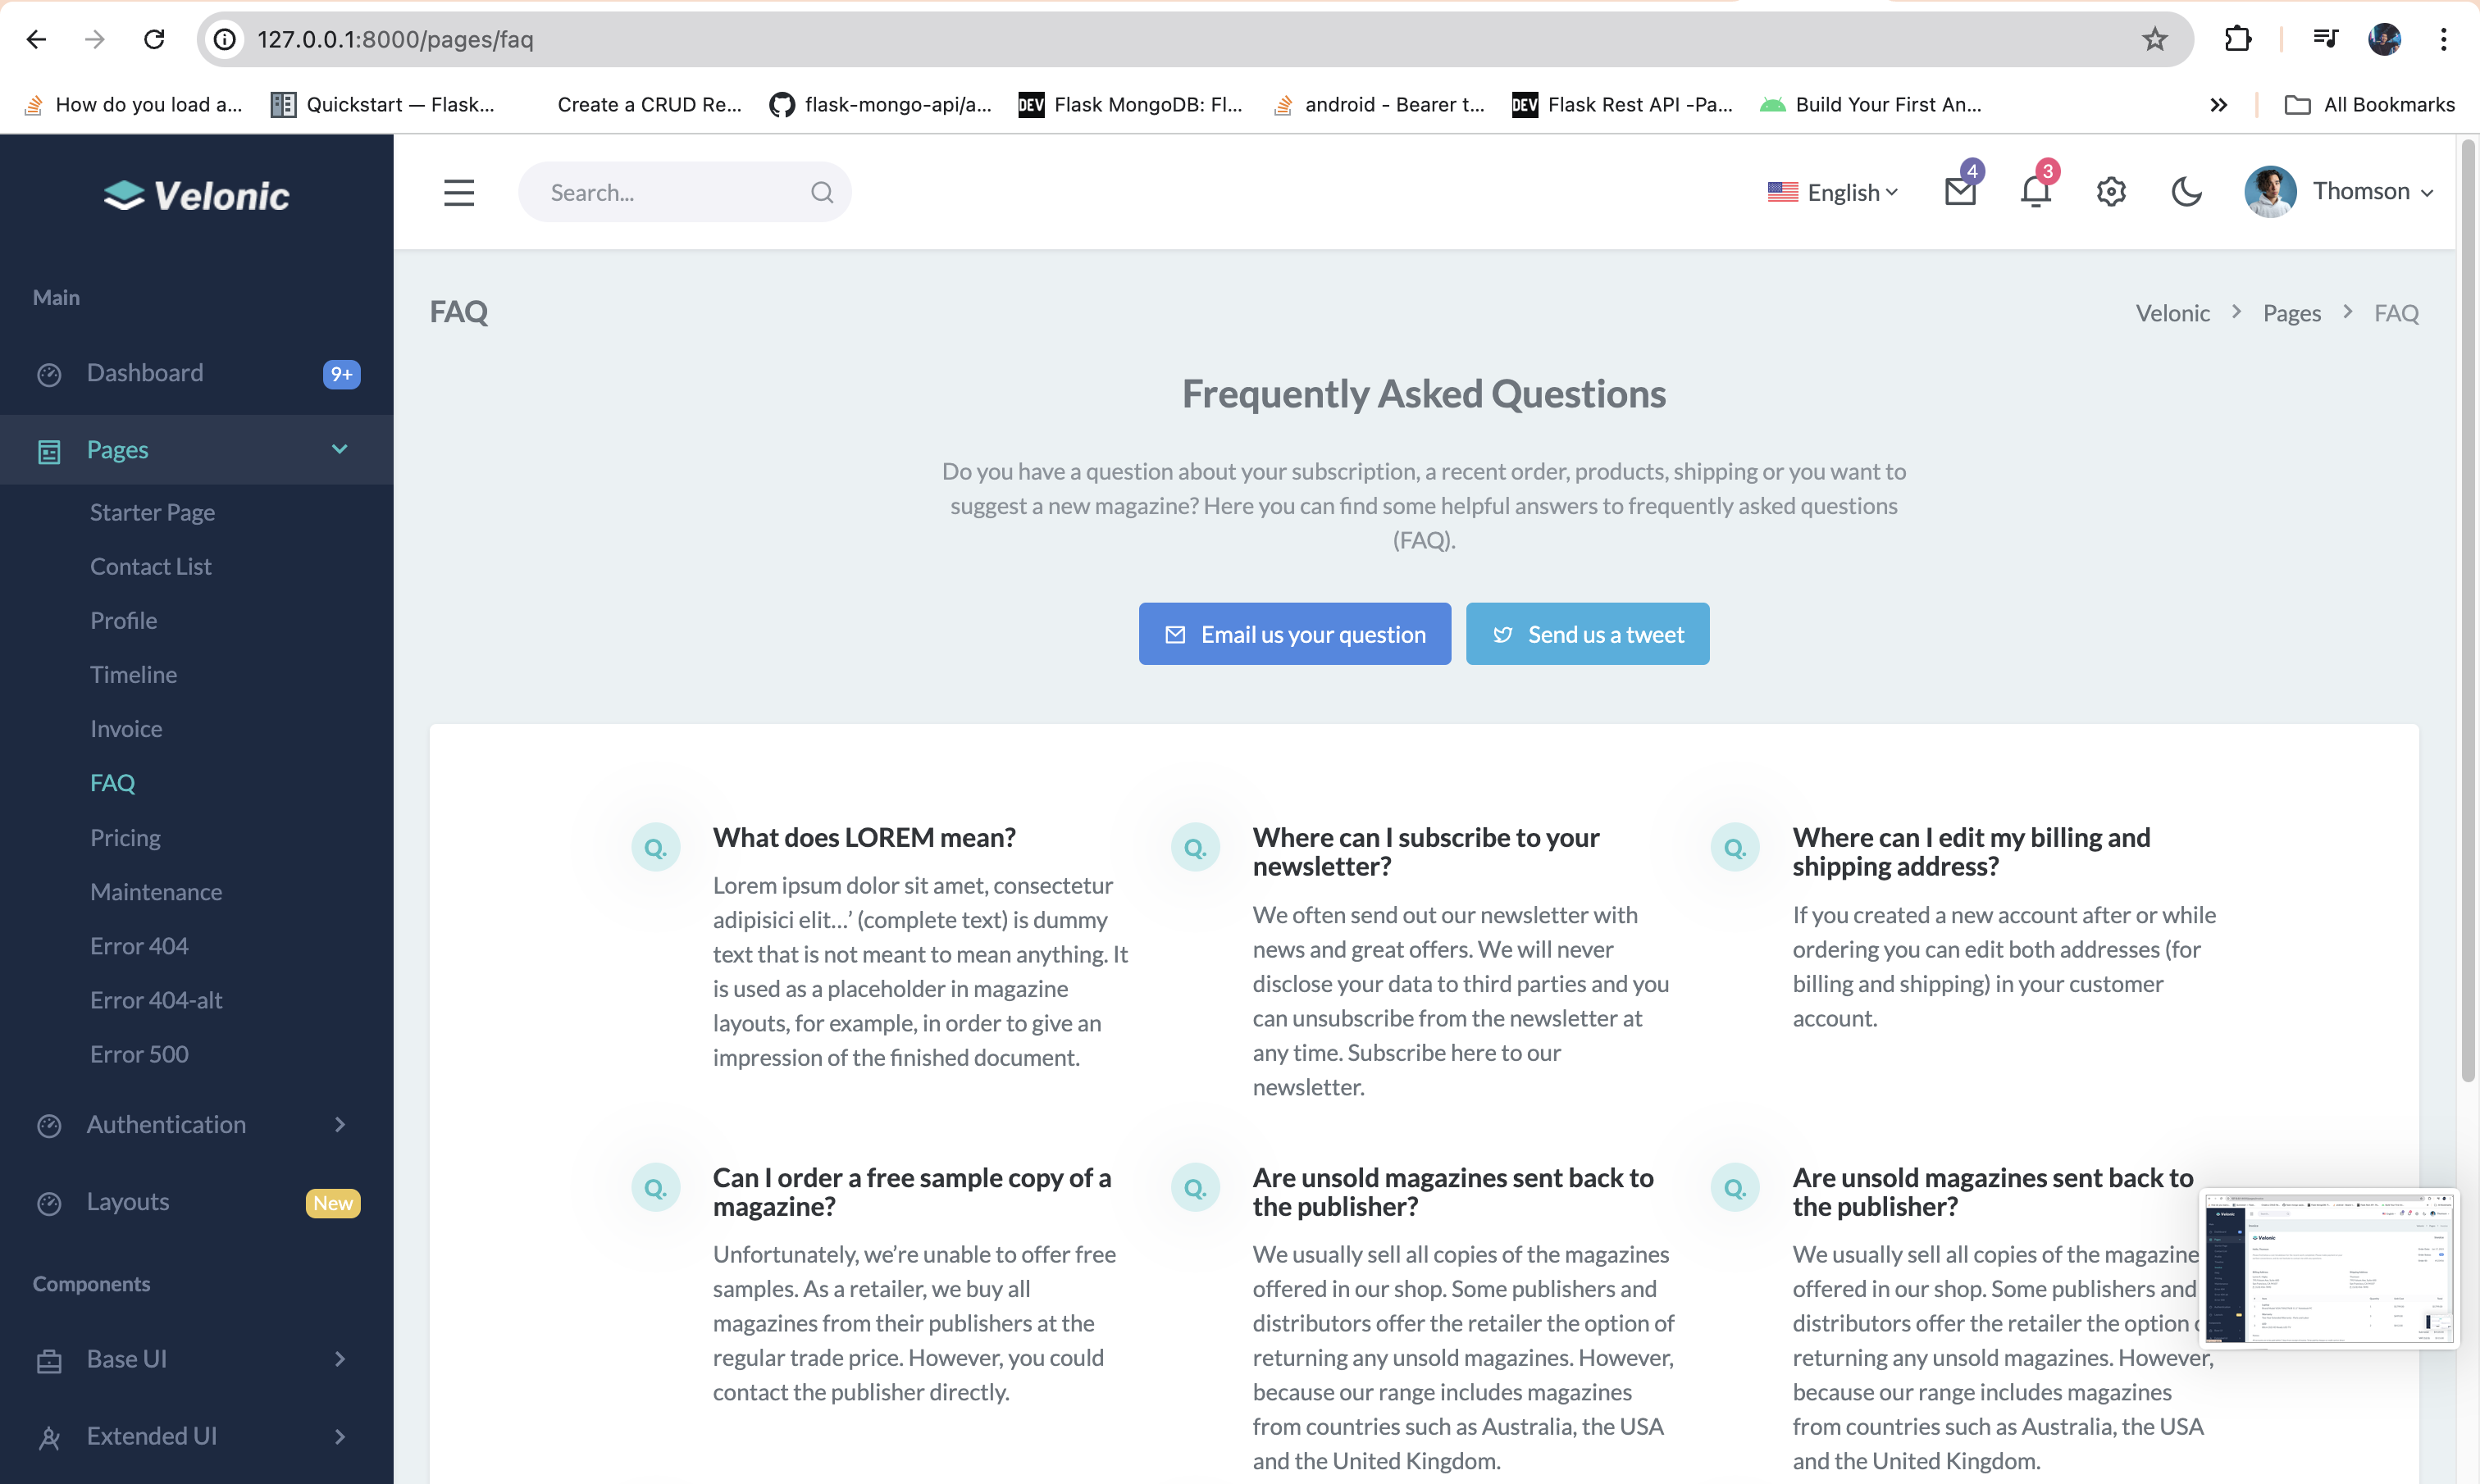 127.0.0.1:8000/pages/faq
How do you load a...
Quickstart — Flask...
Create a CRUD Re...
flask-mongo-api/a...
DEV
Flask MongoDB: Fl...
android - Bearer t...
DEV
Flask Rest API -Pa...
Build Your First An...
All Bookmarks
Velonic
Search...
English
4
3
Thomson
Main
Dashboard
9+
Pages
Starter Page
Contact List
Profile
Timeline
Invoice
FAQ
Pricing
Maintenance
Error 404
Error 404-alt
Error 500
Authentication
Layouts
New
Components
Base UI
Extended UI
FAQ
Velonic
Pages
FAQ
Frequently Asked Questions
Do you have a question about your subscription, a recent order, products, shipping or you want to
suggest a new magazine? Here you can find some helpful answers to frequently asked questions
(FAQ).
Email us your question
Send us a tweet
Q.
What does LOREM mean?
Lorem ipsum dolor sit amet, consectetur
adipisici elit…’ (complete text) is dummy
text that is not meant to mean anything. It
is used as a placeholder in magazine
layouts, for example, in order to give an
impression of the finished document.
Q.
Where can I subscribe to your
newsletter?
We often send out our newsletter with
news and great offers. We will never
disclose your data to third parties and you
can unsubscribe from the newsletter at
any time. Subscribe here to our
newsletter.
Q.
Where can I edit my billing and
shipping address?
If you created a new account after or while
ordering you can edit both addresses (for
billing and shipping) in your customer
account.
Q.
Can I order a free sample copy of a
magazine?
Unfortunately, we’re unable to offer free
samples. As a retailer, we buy all
magazines from their publishers at the
regular trade price. However, you could
contact the publisher directly.
Q.
Are unsold magazines sent back to
the publisher?
We usually sell all copies of the magazines
offered in our shop. Some publishers and
distributors offer the retailer the option of
returning any unsold magazines. However,
because our range includes magazines
from countries such as Australia, the USA
and the United Kingdom.
Q.
Are unsold magazines sent back to
the publisher?
We usually sell all copies of the magazine
offered in our shop. Some publishers and
distributors offer the retailer the option
returning any unsold magazines. However,
because our range includes magazines
from countries such as Australia, the USA
and the United Kingdom.
Velonic
Velonic